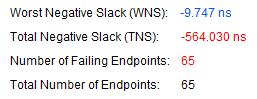 Worst Negative Slack (WNS): -9.747 ns
Total Negative Slack (TNS): -564.030 ns
Number of Failing Endpoints: 65
Total Number of Endpoints: 65